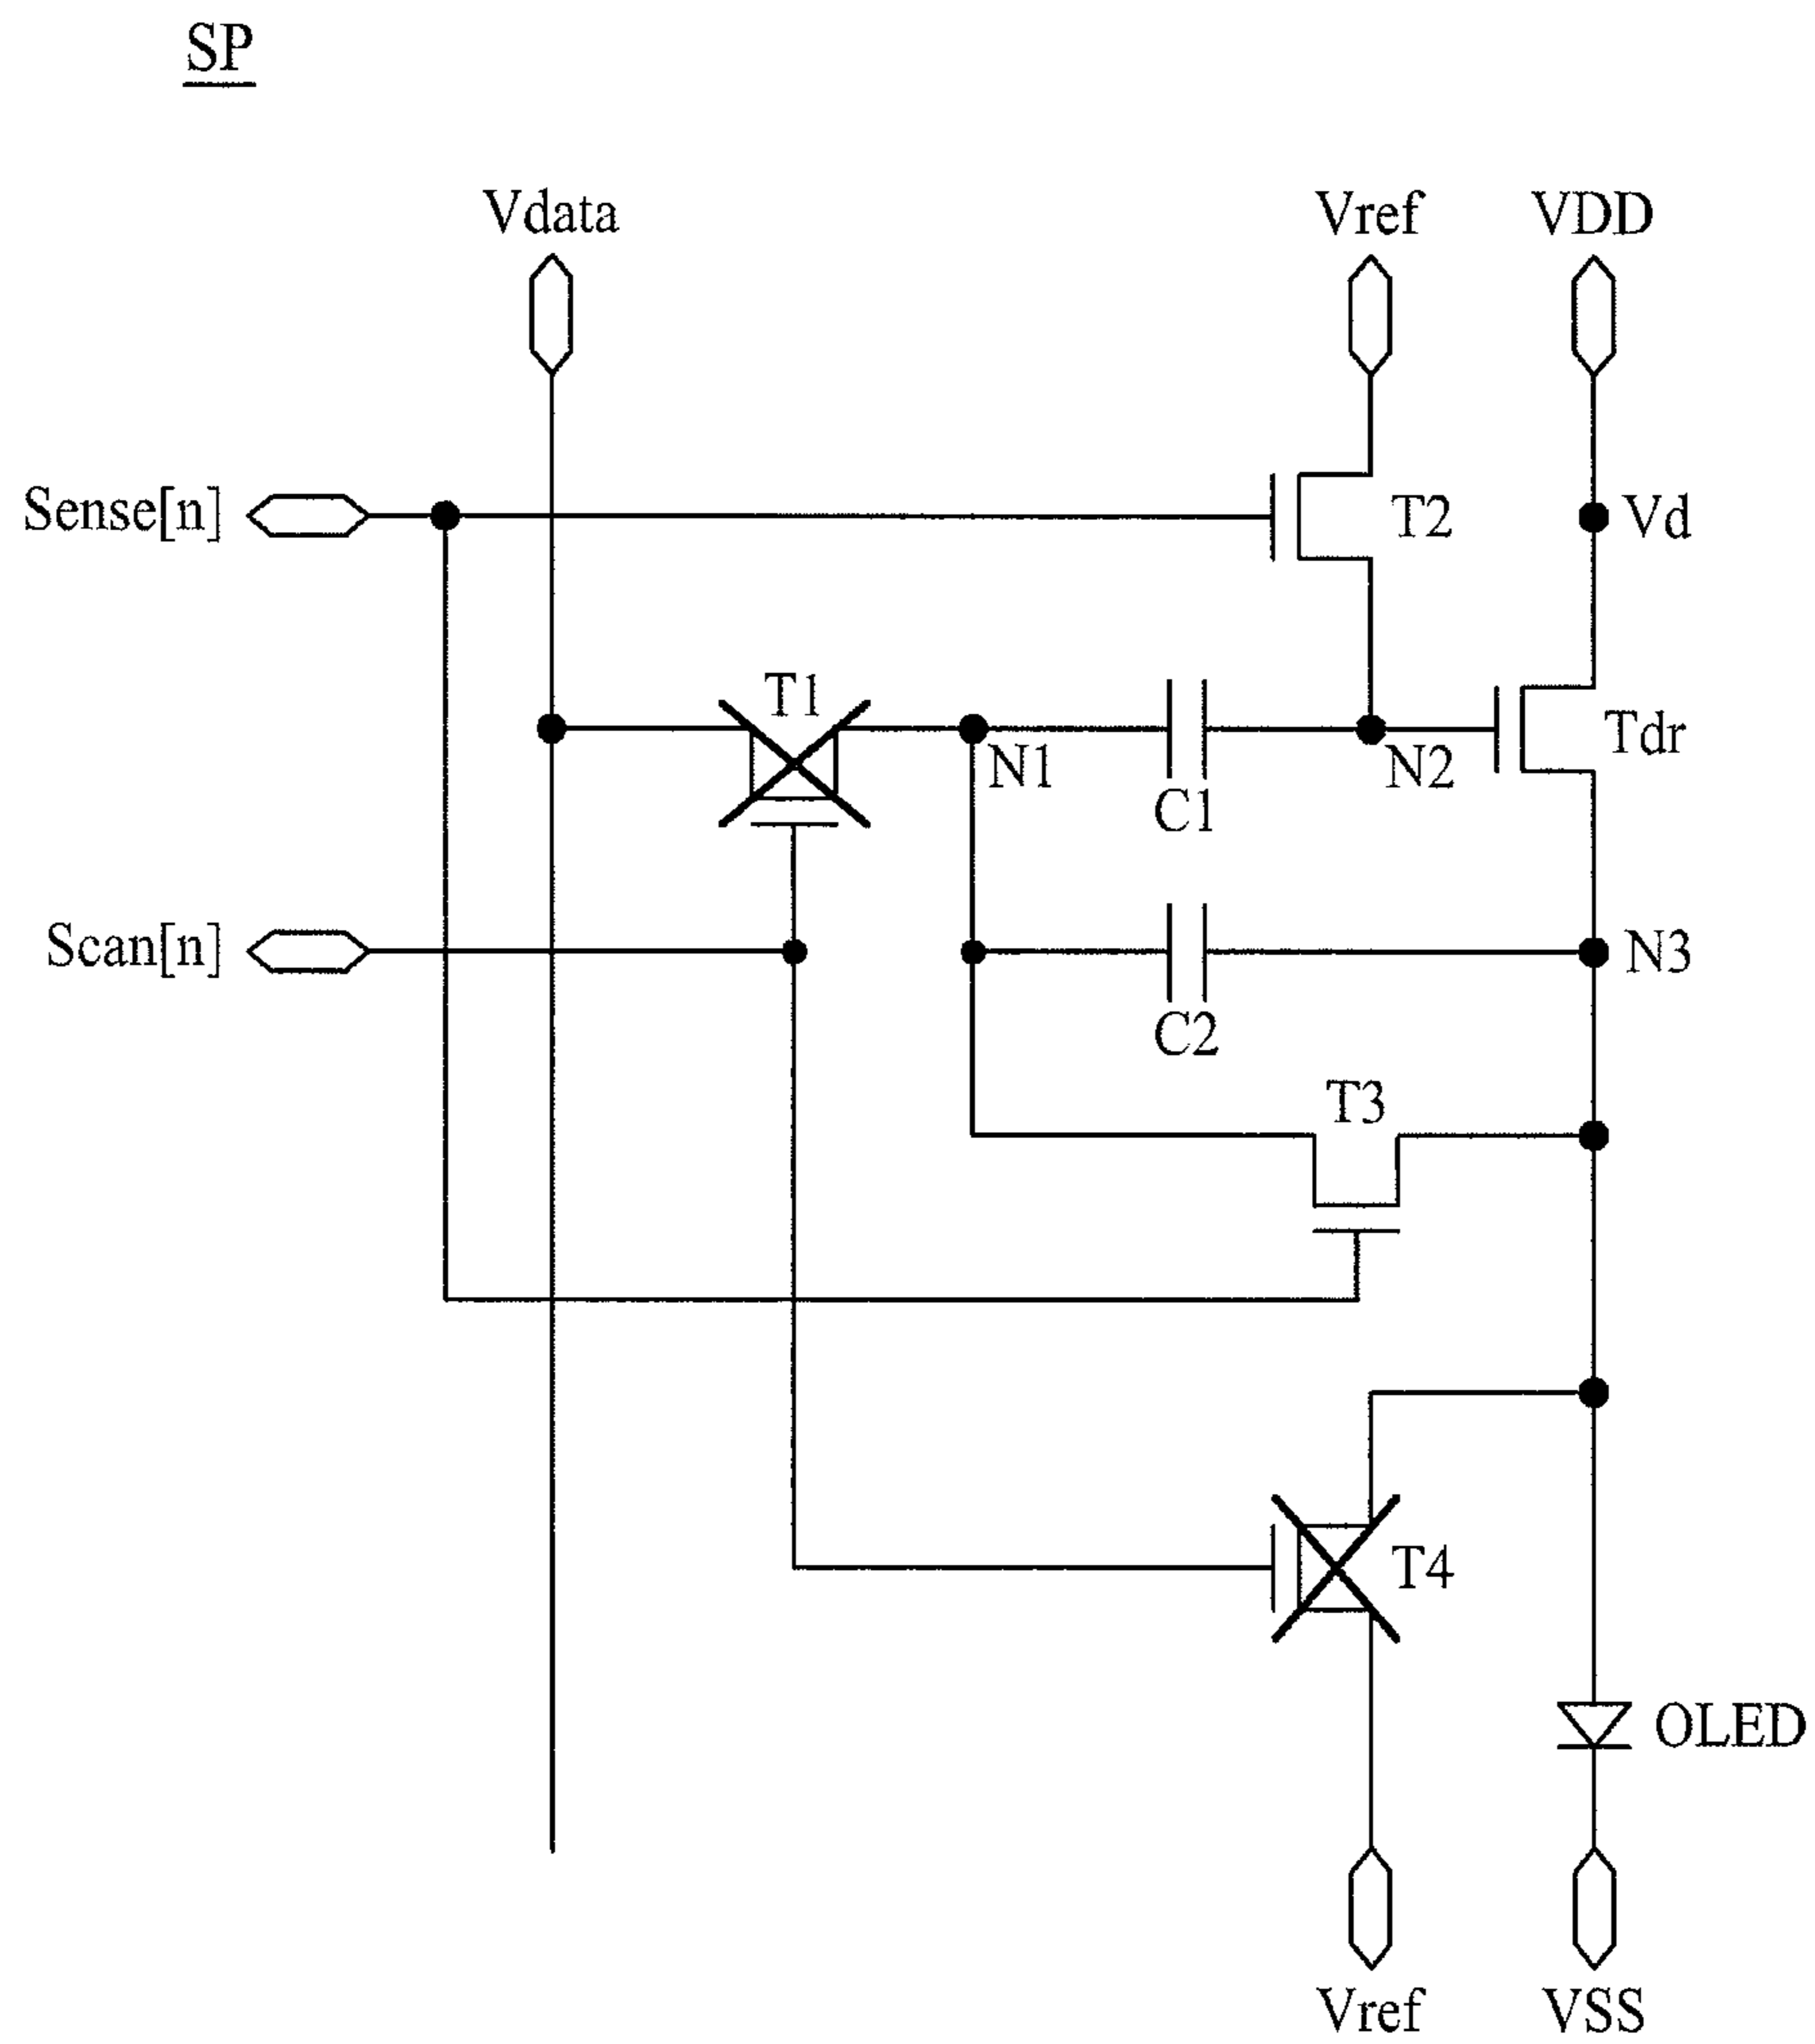 SP
Vdata
Vref
VDD
Sense[n]
T2
Vd
T1
Tdr
N1
N2
C1
Scan[n]
N3
C2
T3
T4
OLED
Vref
VSS